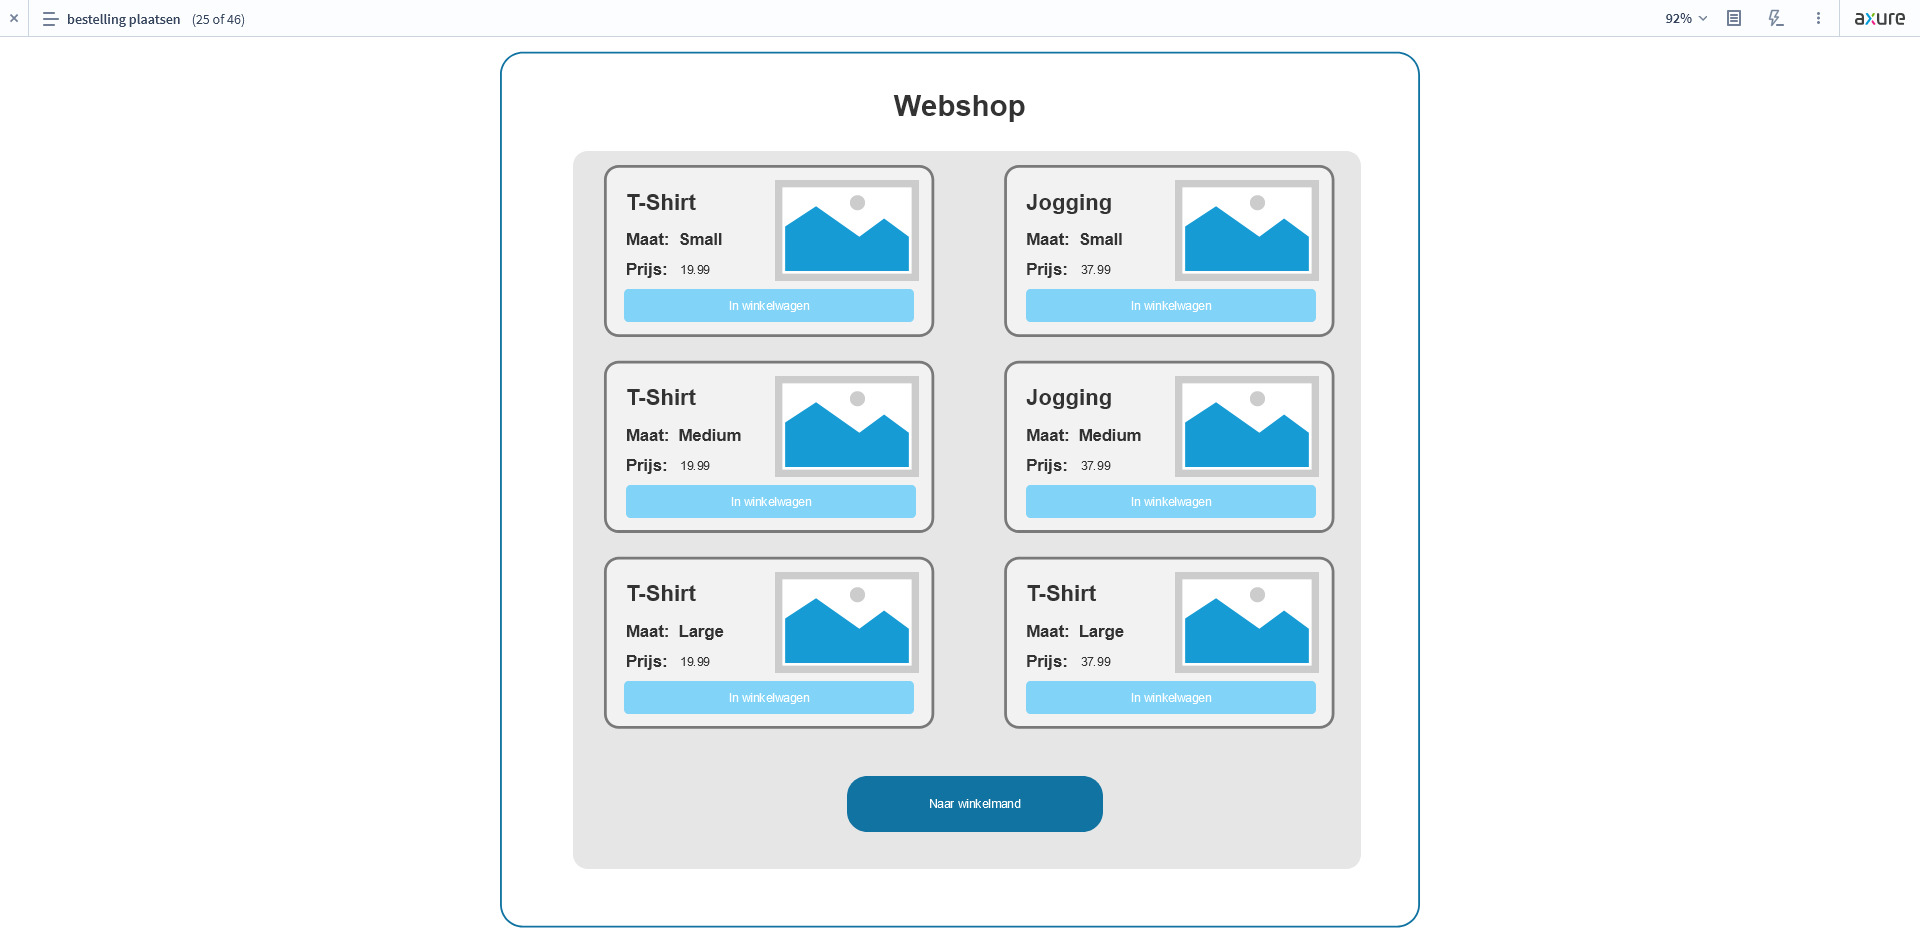 bestelling plaatsen (25 of 46)
92%
axure
Webshop
T-Shirt
Maat: Small
Prijs: 19.99
In winkelwagen
Jogging
Maat: Small
Prijs: 37.99
In winkelwagen
T-Shirt
Maat: Medium
Prijs: 19.99
In winkelwagen
Jogging
Maat: Medium
Prijs: 37.99
In winkelwagen
T-Shirt
Maat: Large
Prijs: 19.99
In winkelwagen
T-Shirt
Maat: Large
Prijs: 37.99
In winkelwagen
Naar winkelmand